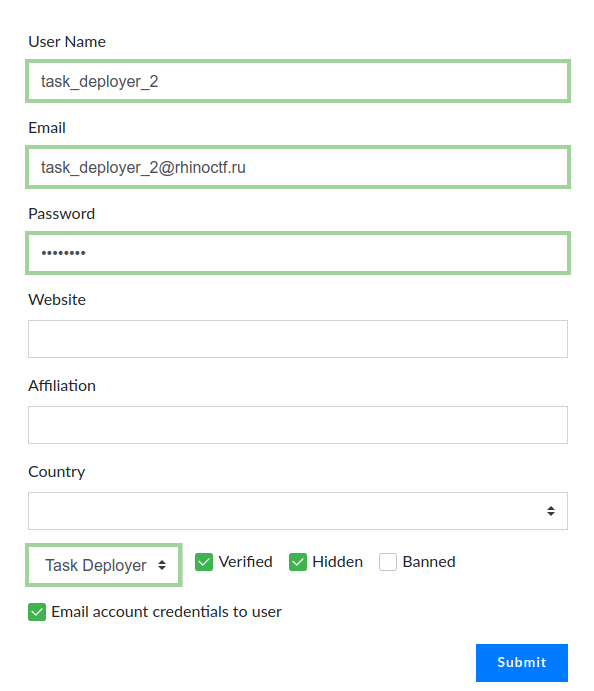 User Name
task_deployer_2
Email
task_deployer_2@rhinoctf.ru
Password
••••••••
Website
Affiliation
Country
Task Deployer Verified Hidden Banned
Email account credentials to user
Submit